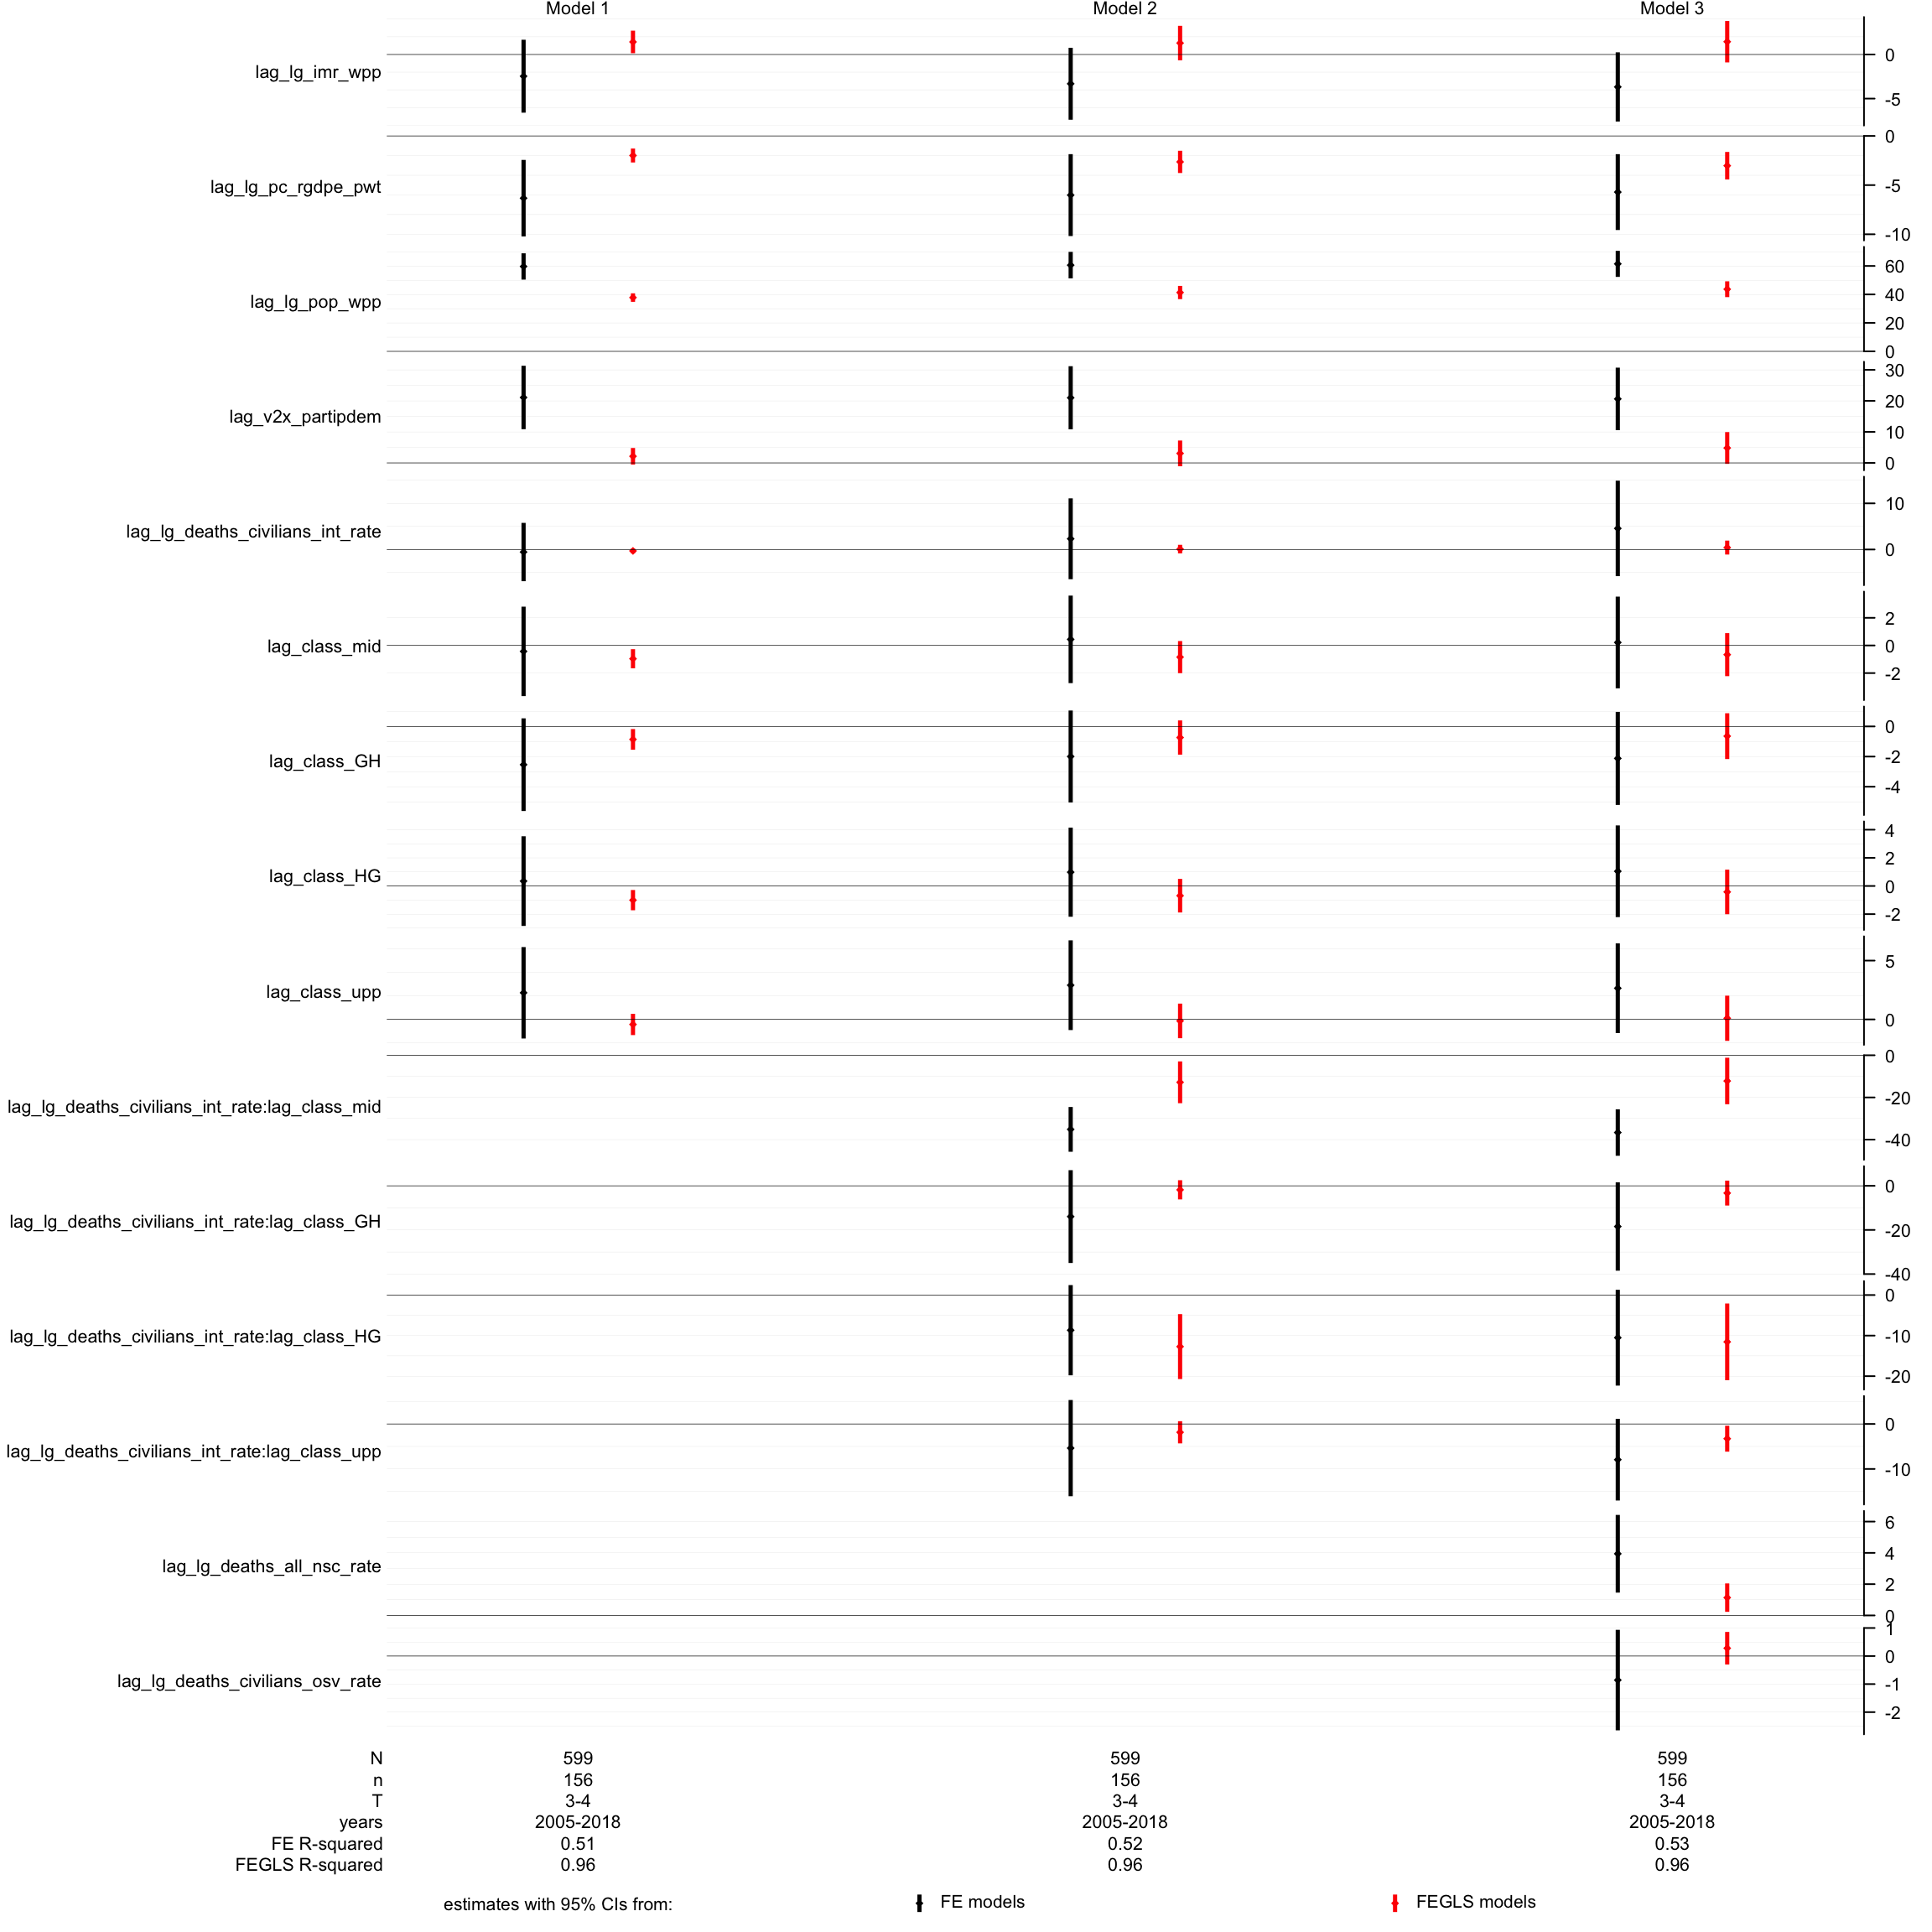 Model 1 Model 2 Model 3
lag_lg_imr_wpp 0 -5
lag_lg_pc_rgdpe_pwt 0 -5 -10
lag_lg_pop_wpp 60 40 20 0
lag_v2x_partipdem 30 20 10 0
lag_lg_deaths_civilians_int_rate 10 0
lag_class_mid 2 0 -2
lag_class_GH 0 -2 -4
lag_class_HG 4 2 0 -2
lag_class_upp 5 0
lag_lg_deaths_civilians_int_rate:lag_class_mid 0 -20 -40
lag_lg_deaths_civilians_int_rate:lag_class_GH 0 -20 -40
lag_lg_deaths_civilians_int_rate:lag_class_HG 0 -10 -20
lag_lg_deaths_civilians_int_rate:lag_class_upp 0 -10
lag_lg_deaths_all_nsc_rate 6 4 2 0
lag_lg_deaths_civilians_osv_rate 1 0 -1 -2
N 599 599 599
n 156 156 156
T 3-4 3-4 3-4
years 2005-2018 2005-2018 2005-2018
FE R-squared 0.51 0.52 0.53
FEGLS R-squared 0.96 0.96 0.96
estimates with 95% CIs from: FE models FEGLS models